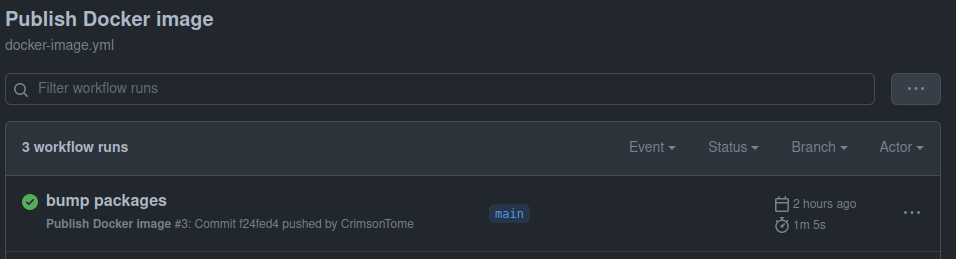 Publish Docker image
docker-image.yml
Filter workflow runs
3 workflow runs Event Status Branch Actor
bump packages
Publish Docker image #3: Commit f24fed4 pushed by CrimsonTome
main
2 hours ago
1m 5s